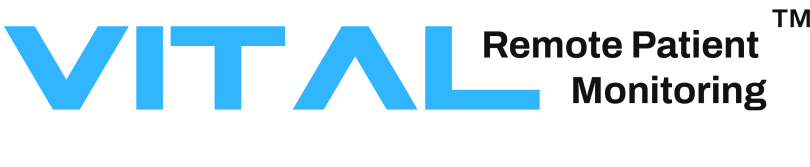 VITAL
Remote Patient
Monitoring
TM